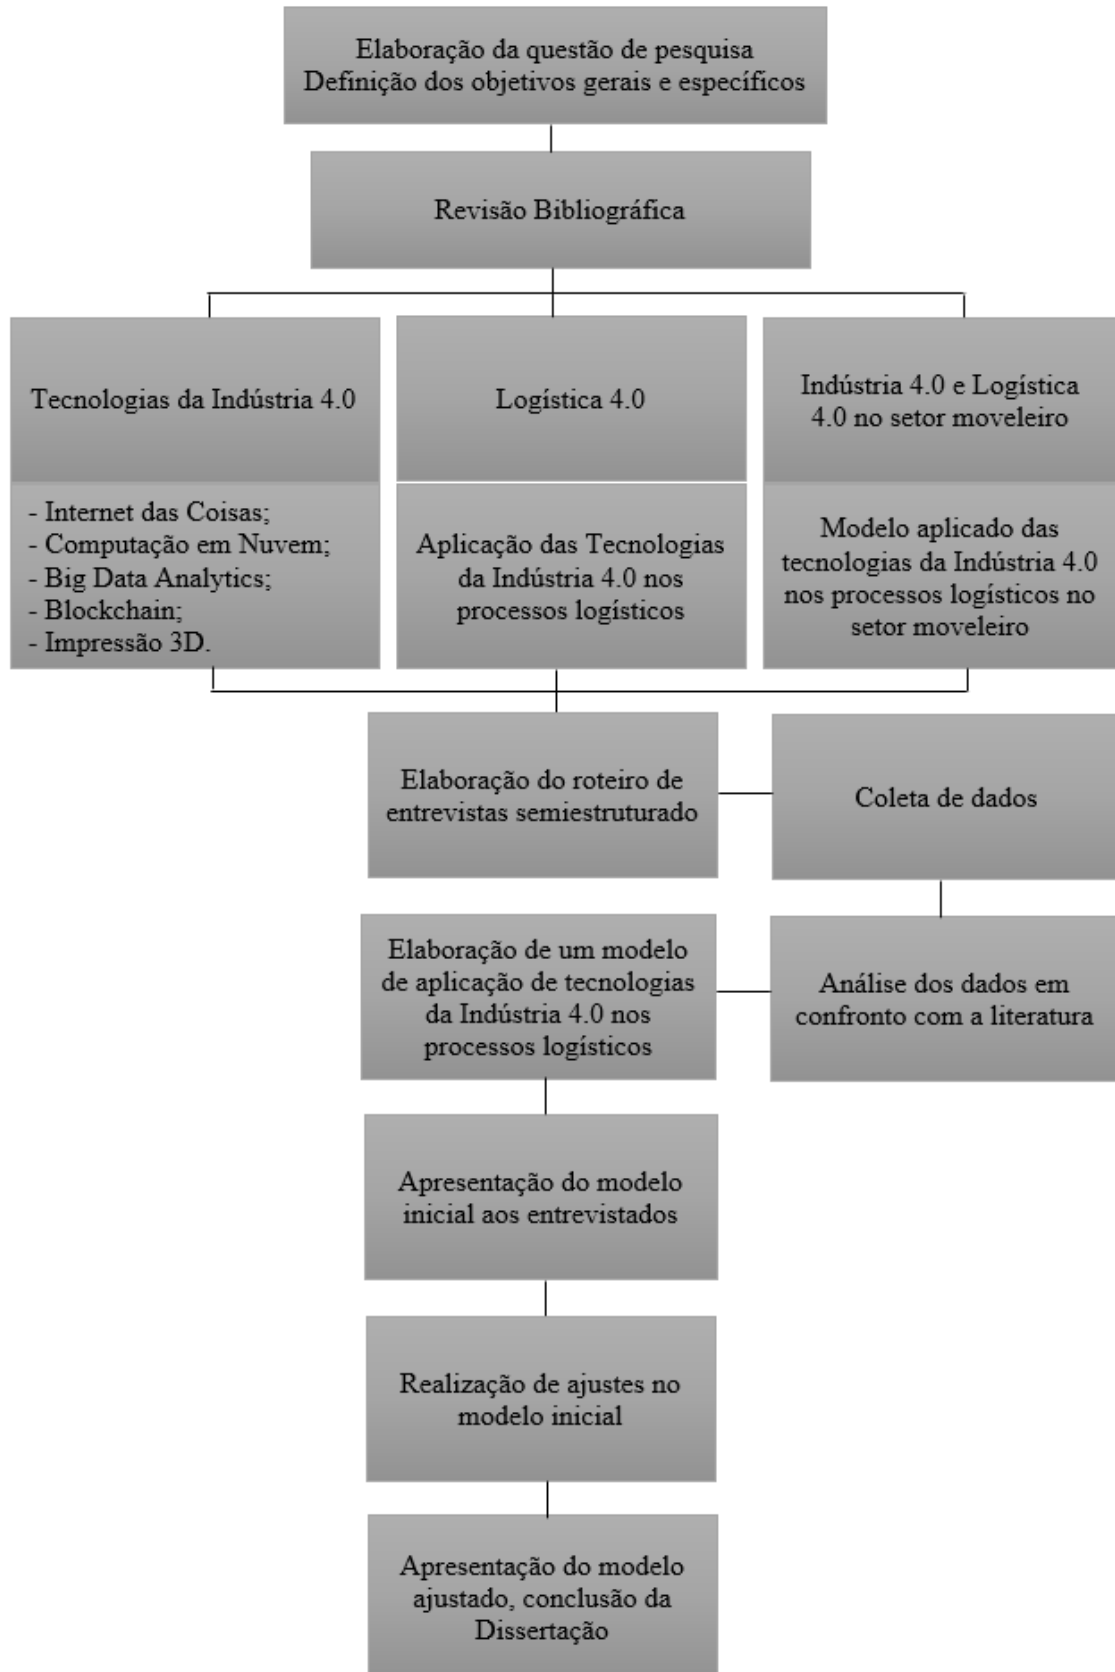 Elaboração da questão de pesquisa
Definição dos objetivos gerais e específicos
Revisão Bibliográfica
Tecnologias da Indústria 4.0
Logística 4.0
Indústria 4.0 e Logística
4.0 no setor moveleiro
- Internet das Coisas;
- Computação em Nuvem;
- Big Data Analytics;
- Blockchain;
- Impressão 3D.
Aplicação das Tecnologias
da Indústria 4.0 nos
processos logísticos
Modelo aplicado das
tecnologias da Indústria 4.0
nos processos logísticos no
setor moveleiro
Elaboração do roteiro de
entrevistas semiestruturado
Coleta de dados
Análise dos dados em
confronto com a literatura
Elaboração de um modelo
de aplicação de tecnologias
da Indústria 4.0 nos
processos logísticos
Apresentação do modelo
inicial aos entrevistados
Realização de ajustes no
modelo inicial
Apresentação do modelo
ajustado, conclusão da
Dissertação